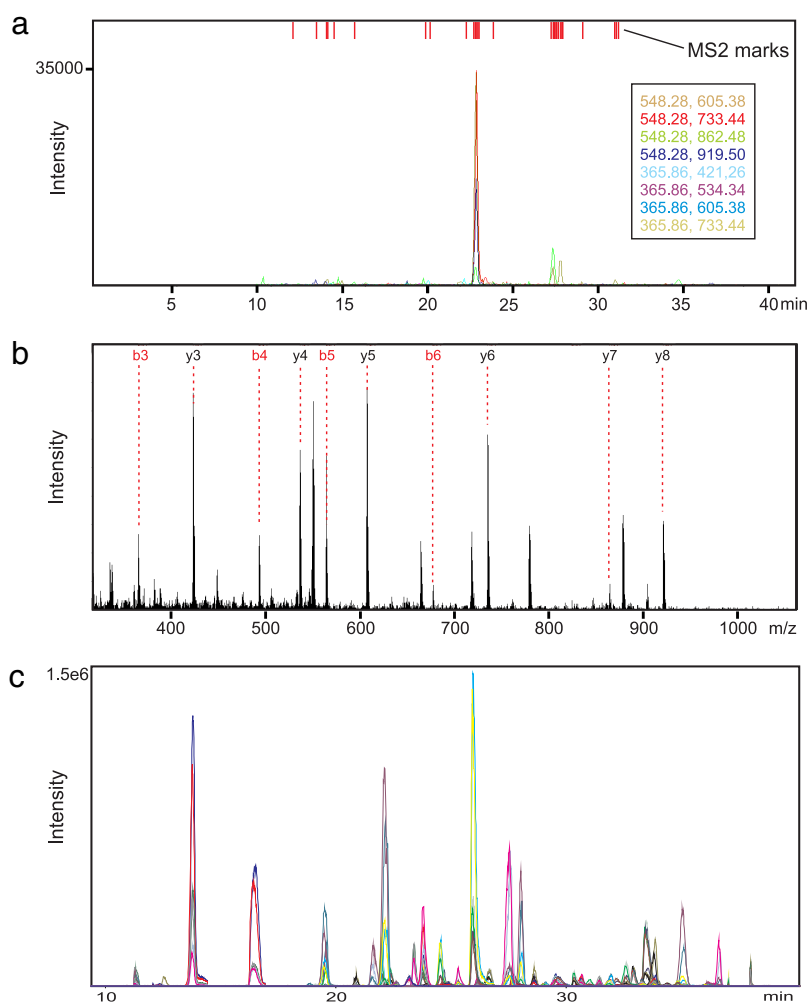 a
MS2 marks
35000
Intensity
548.28, 605.38
548.28, 733.44
548.28, 862.48
548.28, 919.50
365.86, 421,26
365.86, 534.34
365.86, 605.38
365.86, 733.44
5 10 15 20 25 30 35 40 min
b
b3 y3 b4 y4 b5 y5 b6 y6 y7 y8
Intensity
400 500 600 700 800 900 1000 m/z
c
1.5e6
Intensity
10 20 30 min